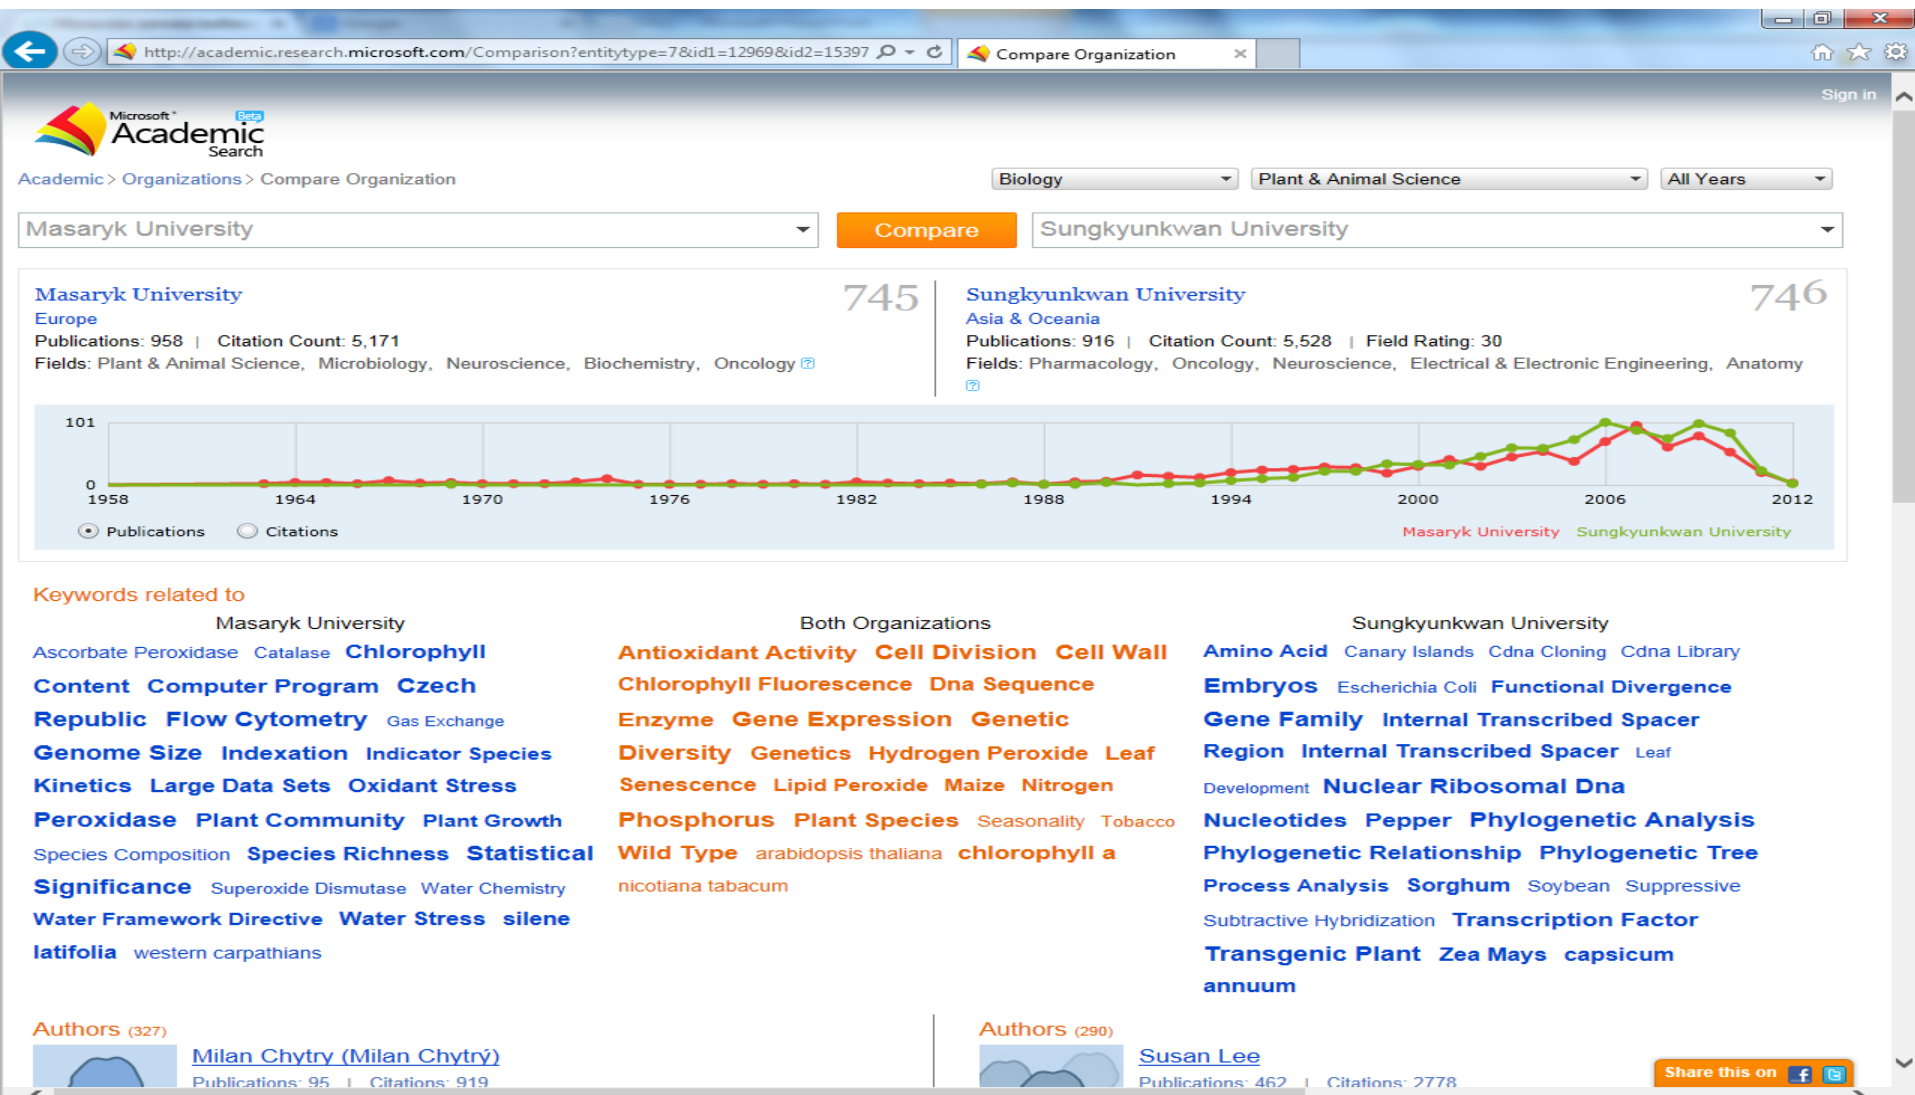 http://academic.research.microsoft.com/Comparison?entitytype=7&id1=12969&id2=15397
Compare Organization
Sign in
Microsoft® Beta
Academic
Search
Academic > Organizations > Compare Organization
Biology
Plant & Animal Science
All Years
Masaryk University
Compare
Sungkyunkwan University
Masaryk University 745
Europe
Publications: 958 | Citation Count: 5,171
Fields: Plant & Animal Science, Microbiology, Neuroscience, Biochemistry, Oncology ?
Sungkyunkwan University 746
Asia & Oceania
Publications: 916 | Citation Count: 5,528 | Field Rating: 30
Fields: Pharmacology, Oncology, Neuroscience, Electrical & Electronic Engineering, Anatomy
?
101
0
1958 1964 1970 1976 1982 1988 1994 2000 2006 2012
Publications Citations
Masaryk University Sungkyunkwan University
Keywords related to
Masaryk University
Ascorbate Peroxidase Catalase Chlorophyll
Content Computer Program Czech
Republic Flow Cytometry Gas Exchange
Genome Size Indexation Indicator Species
Kinetics Large Data Sets Oxidant Stress
Peroxidase Plant Community Plant Growth
Species Composition Species Richness Statistical
Significance Superoxide Dismutase Water Chemistry
Water Framework Directive Water Stress silene
latifolia western carpathians
Both Organizations
Antioxidant Activity Cell Division Cell Wall
Chlorophyll Fluorescence Dna Sequence
Enzyme Gene Expression Genetic
Diversity Genetics Hydrogen Peroxide Leaf
Senescence Lipid Peroxide Maize Nitrogen
Phosphorus Plant Species Seasonality Tobacco
Wild Type arabidopsis thaliana chlorophyll a
nicotiana tabacum
Sungkyunkwan University
Amino Acid Canary Islands Cdna Cloning Cdna Library
Embryos Escherichia Coli Functional Divergence
Gene Family Internal Transcribed Spacer
Region Internal Transcribed Spacer Leaf
Development Nuclear Ribosomal Dna
Nucleotides Pepper Phylogenetic Analysis
Phylogenetic Relationship Phylogenetic Tree
Process Analysis Sorghum Soybean Suppressive
Subtractive Hybridization Transcription Factor
Transgenic Plant Zea Mays capsicum
annuum
Authors (327)
Milan Chytry (Milan Chytrý)
Publications: 95 | Citations: 919
Authors (290)
Susan Lee
Publications: 462 | Citations: 2778
Share this on